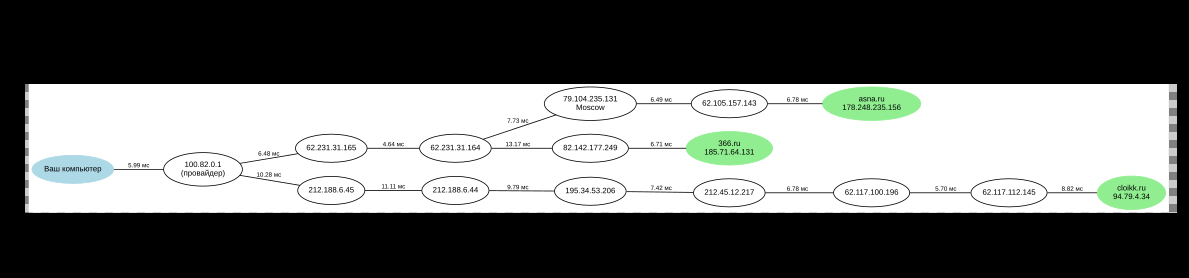 79.104.235.131
Moscow
6.49 мс
62.105.157.143
6.78 мс
asna.ru
178.248.235.156
7.73 мс
62.231.31.165
4.64 мс
62.231.31.164
13.17 мс
82.142.177.249
6.71 мс
366.ru
185.71.64.131
6.48 мс
Ваш компьютер
5.99 мс
100.82.0.1
(провайдер)
10.28 мс
212.188.6.45
11.11 мс
212.188.6.44
9.79 мс
195.34.53.206
7.42 мс
212.45.12.217
6.78 мс
62.117.100.196
5.70 мс
62.117.112.145
8.82 мс
cloikk.ru
94.79.4.34